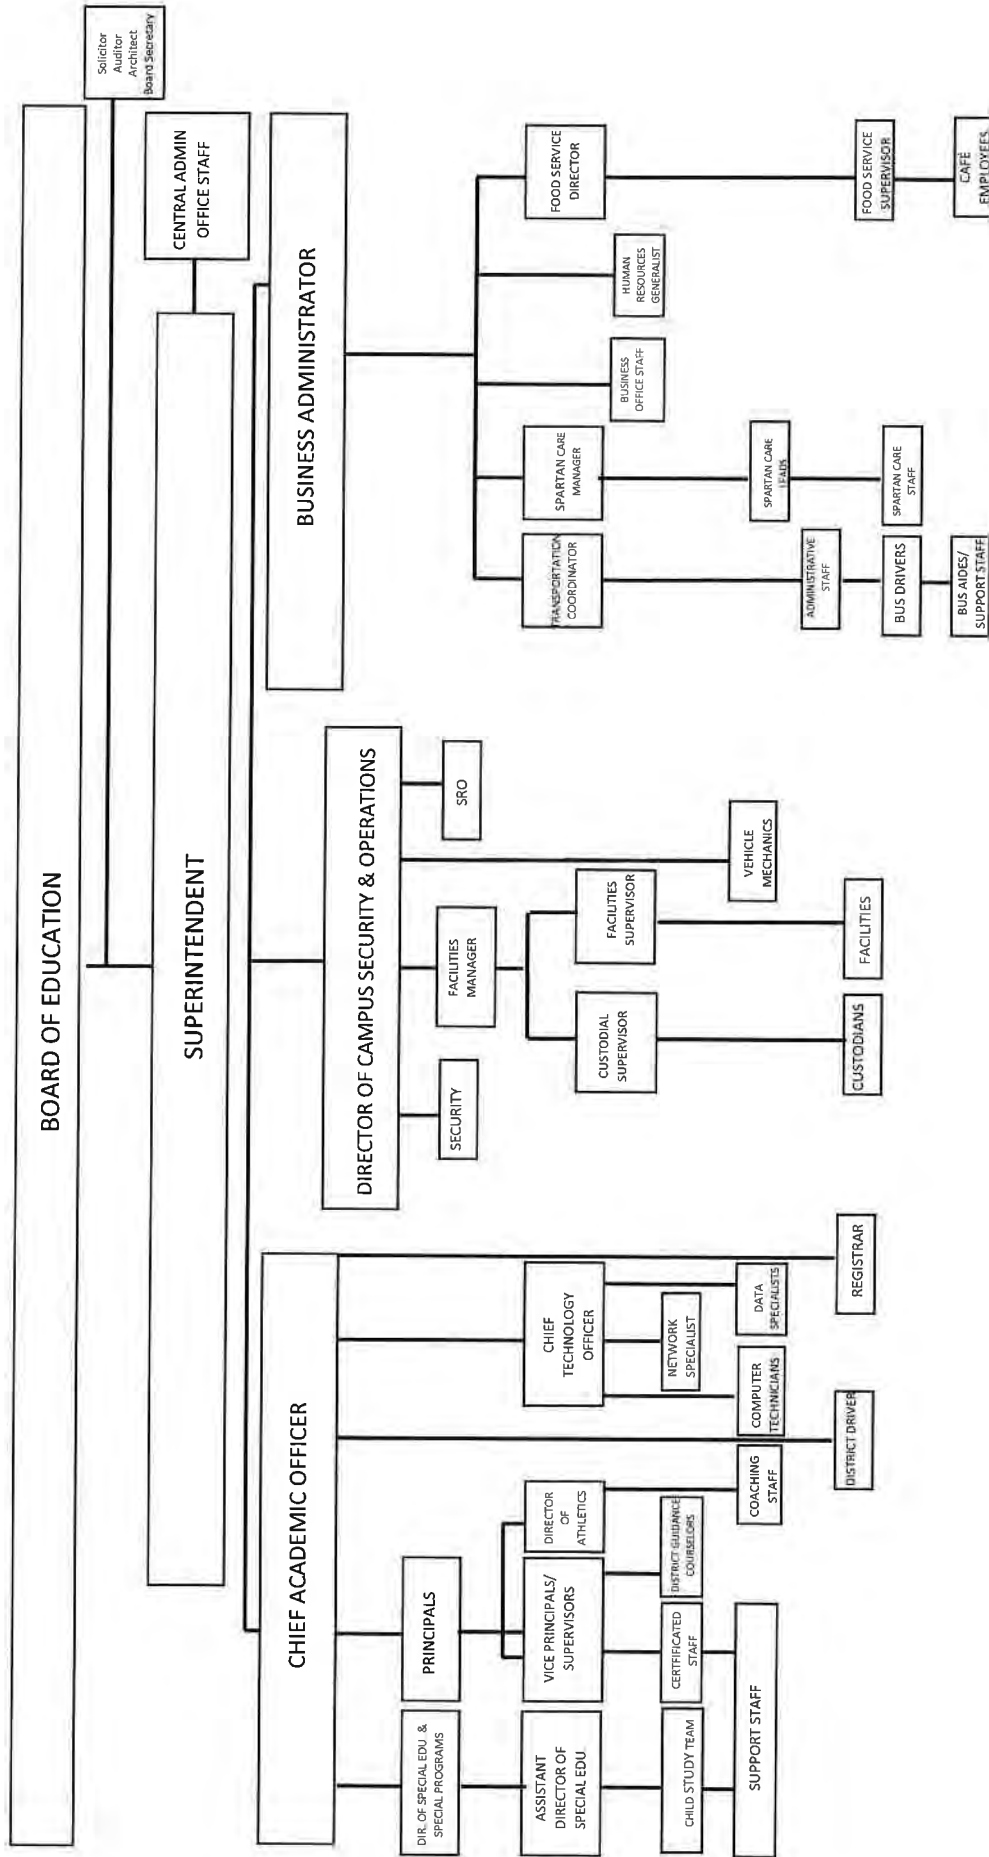 Solicitor
Auditor
Architect
Board Secretary
BOARD OF EDUCATION
CENTRAL ADMIN
OFFICE STAFF
SUPERINTENDENT
CHIEF ACADEMIC OFFICER
DIRECTOR OF CAMPUS SECURITY & OPERATIONS
BUSINESS ADMINISTRATOR
DIR. OF SPECIAL EDU. &
SPECIAL PROGRAMS
PRINCIPALS
SECURITY
FACILITIES
MANAGER
SRO
ASSISTANT
DIRECTOR OF
SPECIAL EDU.
VICE PRINCIPALS/
SUPERVISORS
DIRECTOR
OF
ATHLETICS
CHIEF
TECHNOLOGY
OFFICER
CUSTODIAL
SUPERVISOR
FACILITIES
SUPERVISOR
TRANSPORTATION
COORDINATOR
SPARTAN CARE
MANAGER
BUSINESS
OFFICE STAFF
HUMAN
RESOURCES
GENERALIST
FOOD SERVICE
DIRECTOR
CHILD STUDY TEAM
CERTFIFICATED
STAFF
DISTRICT GUIDANCE
COURSELORS
NETWORK
SPECIALIST
SUPPORT STAFF
COACHING
STAFF
COMPUTER
TECHNICIANS
DATA
SPECIALISTS
VEHICLE
MECHANICS
SPARTAN CARE
LEADS
DISTRICT DRIVER
REGISTRAR
CUSTODIANS
FACILITIES
ADMINISTRATIVE
STAFF
SPARTAN CARE
STAFF
FOOD SERVICE
SUPERVISOR
BUS DRIVERS
BUS AIDES/
SUPPORT STAFF
CAFÉ
EMPLOYEES